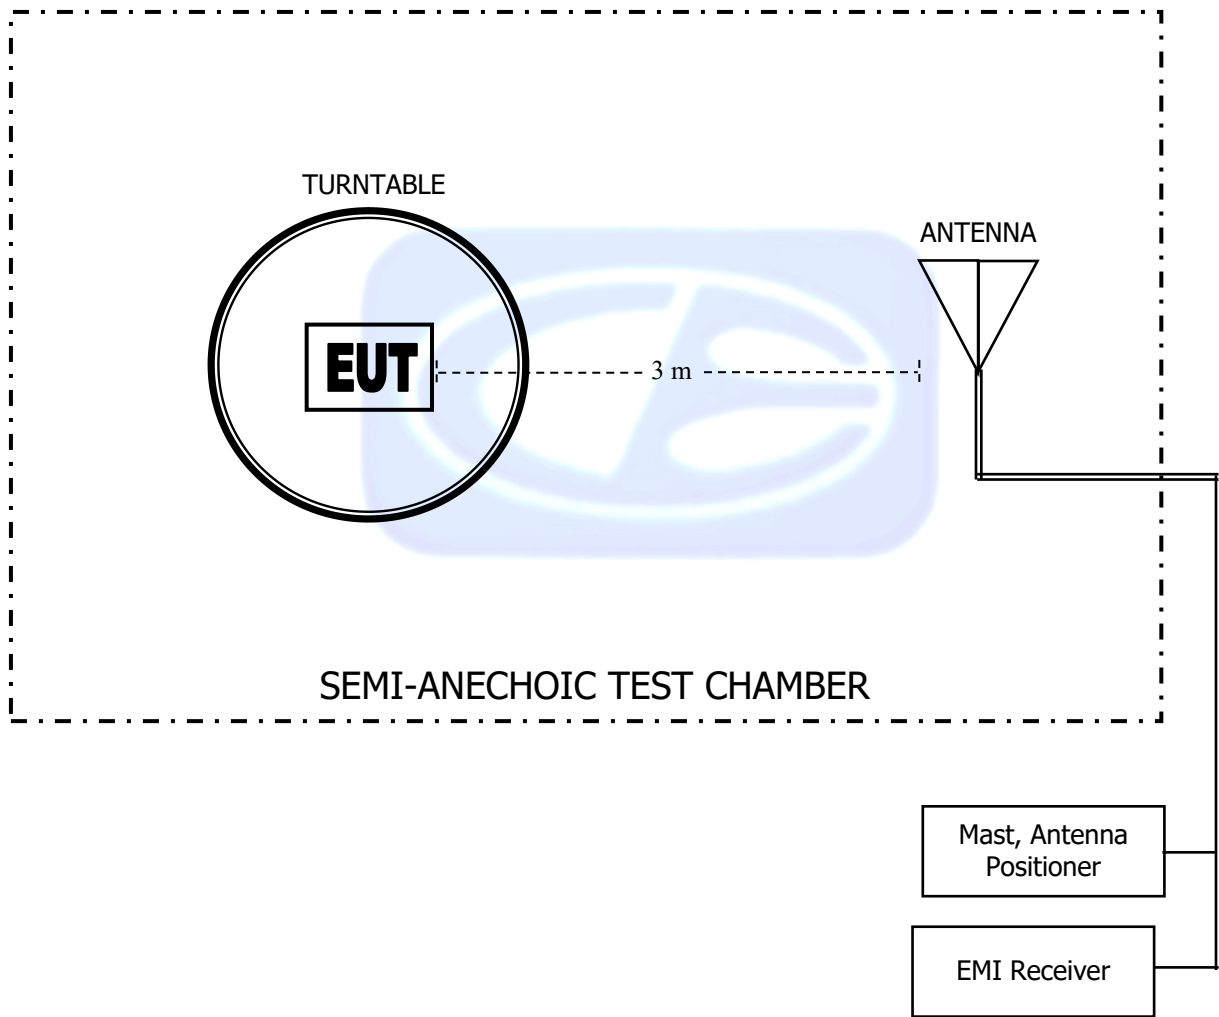 TURNTABLE
ANTENNA
EUT
3 m
SEMI-ANECHOIC TEST CHAMBER
Mast, Antenna
Positioner
EMI Receiver